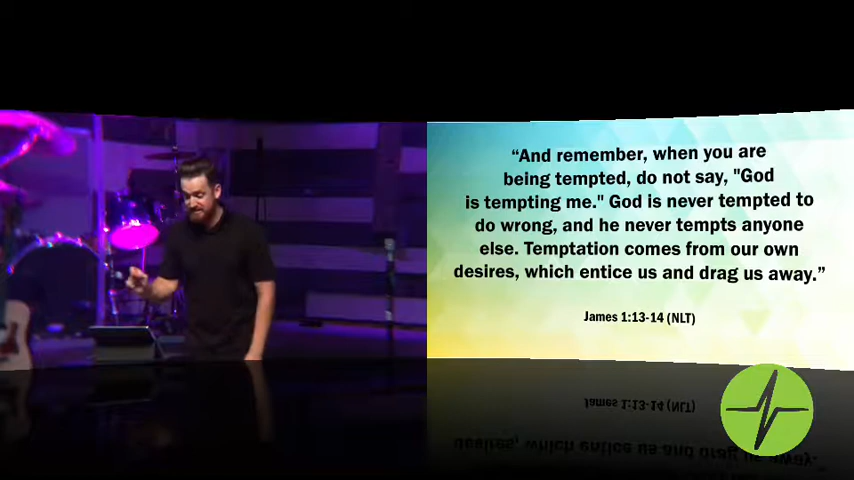 “And remember, when you are
being tempted, do not say, "God
is tempting me." God is never tempted to
do wrong, and he never tempts anyone
else. Temptation comes from our own
desires, which entice us and drag us away.”
James 1:13-14 (NLT)